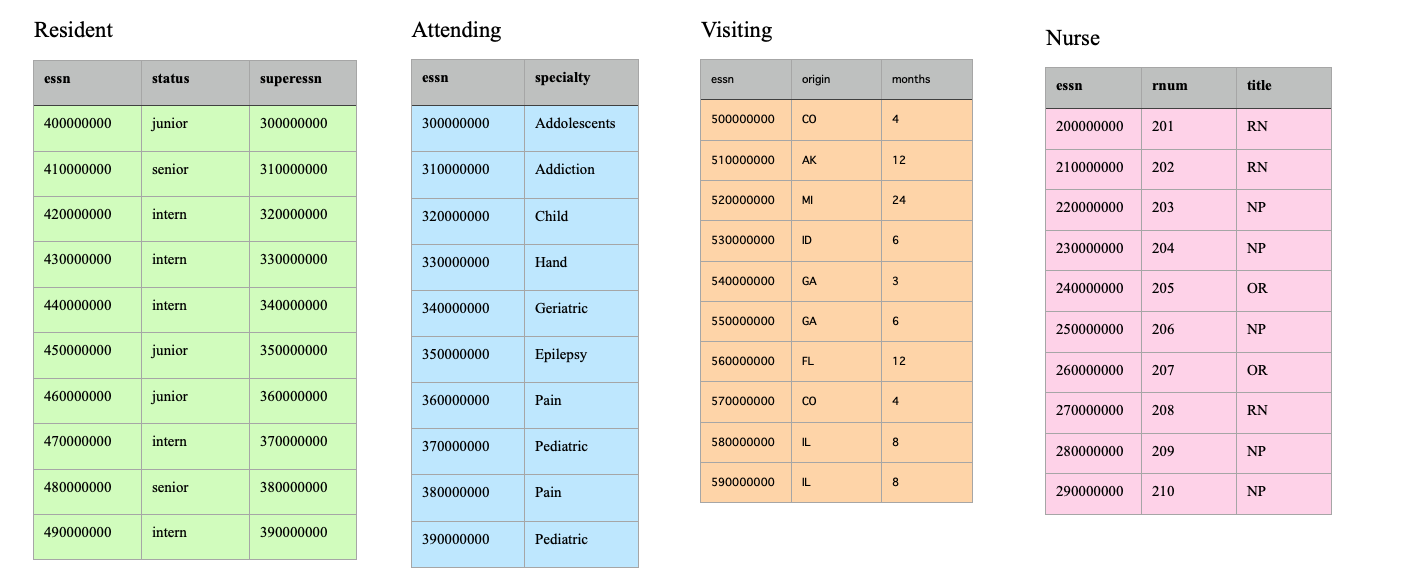 Resident
essn status superessn
400000000 junior 300000000
410000000 senior 310000000
420000000 intern 320000000
430000000 intern 330000000
440000000 intern 340000000
450000000 junior 350000000
460000000 junior 360000000
470000000 intern 370000000
480000000 senior 380000000
490000000 intern 390000000
Attending
essn specialty
300000000 Addolescents
310000000 Addiction
320000000 Child
330000000 Hand
340000000 Geriatric
350000000 Epilepsy
360000000 Pain
370000000 Pediatric
380000000 Pain
390000000 Pediatric
Visiting
essn origin months
500000000 CO 4
510000000 AK 12
520000000 MI 24
530000000 ID 6
540000000 GA 3
550000000 GA 6
560000000 FL 12
570000000 CO 4
580000000 IL 8
590000000 IL 8
Nurse
essn rnum title
200000000 201 RN
210000000 202 RN
220000000 203 NP
230000000 204 NP
240000000 205 OR
250000000 206 NP
260000000 207 OR
270000000 208 RN
280000000 209 NP
290000000 210 NP